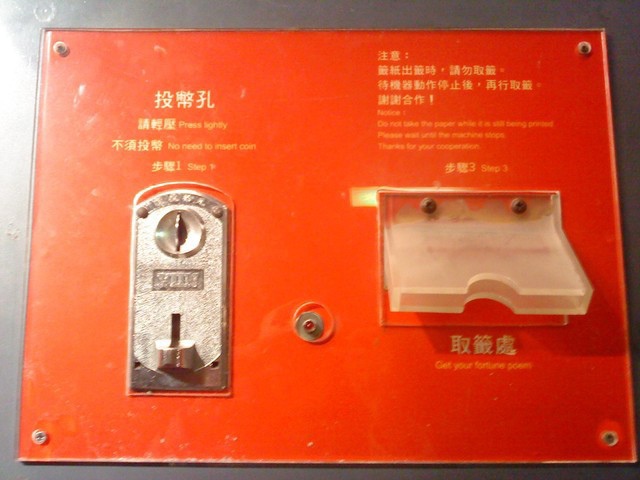 投幣孔
請輕壓 Press lightly
不須投幣 No need to insert coin
步驟1 Step 1
注意：
籤紙出籤時，請勿取籤。
待機器動作停止後，再行取籤。
謝謝合作！
Notice：
Do not take the paper while it is still being printed.
Please wait until the machine stops.
Thanks for your cooperation.
步驟3 Step 3
取籤處
Get your fortune poem